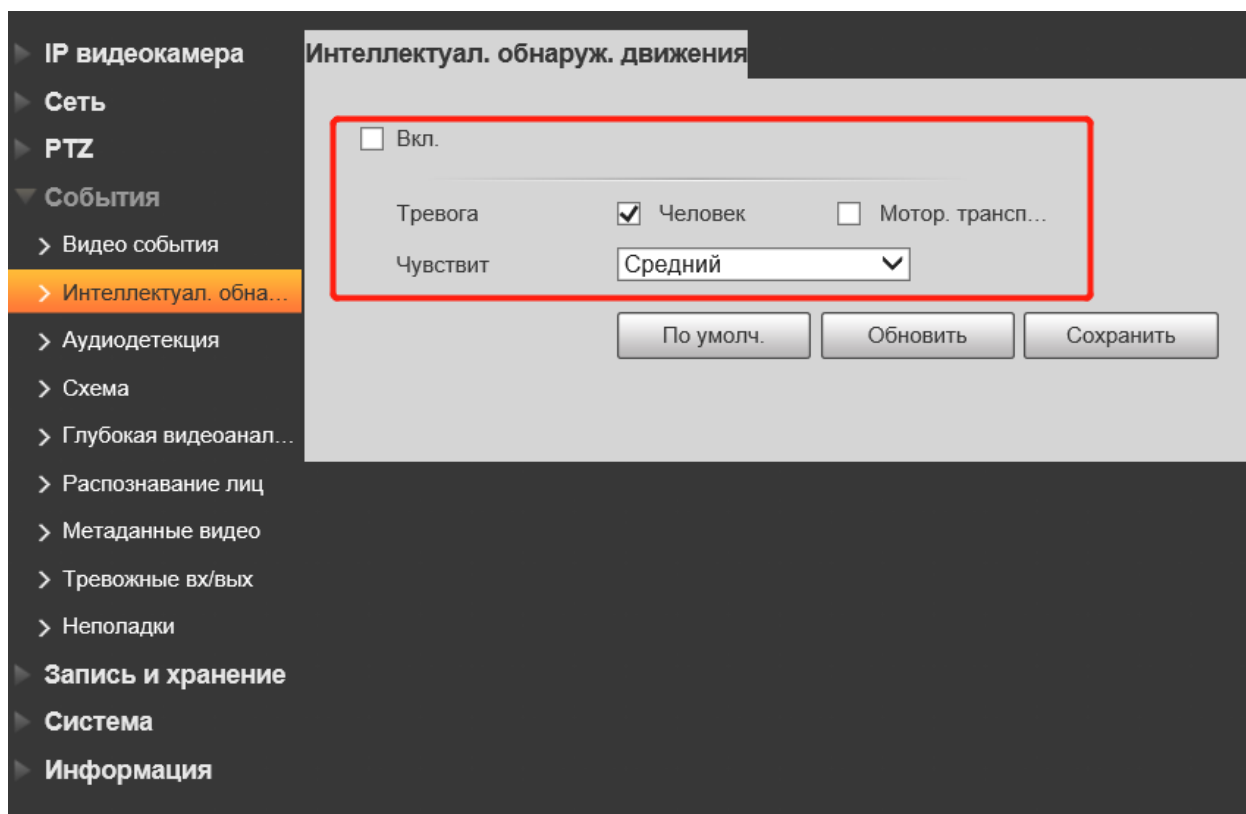 IP видеокамера
Сеть
PTZ
События
Видео события
Интеллектуал. обна...
Аудиодетекция
Схема
Глубокая видеоанал...
Распознавание лиц
Метаданные видео
Тревожные вх/вых
Неполадки
Запись и хранение
Система
Информация
Интеллектуал. обнаруж. движения
Вкл.
Тревога Человек Мотор. трансп...
Чувствит Средний
По умолч. Обновить Сохранить